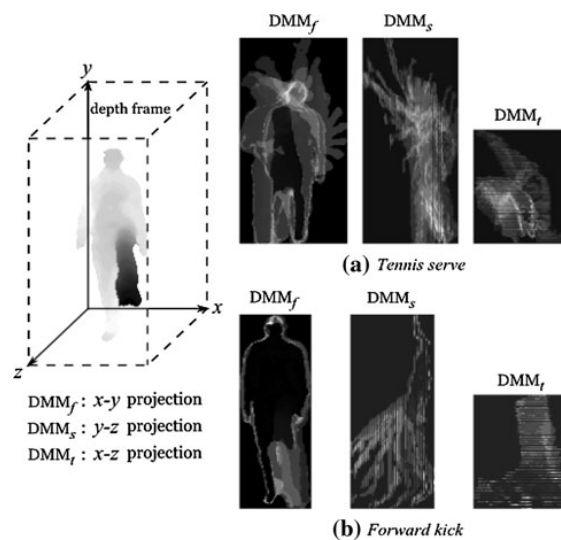 y
depth frame
x
z
DMM_f : x-y projection
DMM_s : y-z projection
DMM_t : x-z projection
DMM_f
DMM_s
DMM_t
(a) Tennis serve
DMM_f
DMM_s
DMM_t
(b) Forward kick